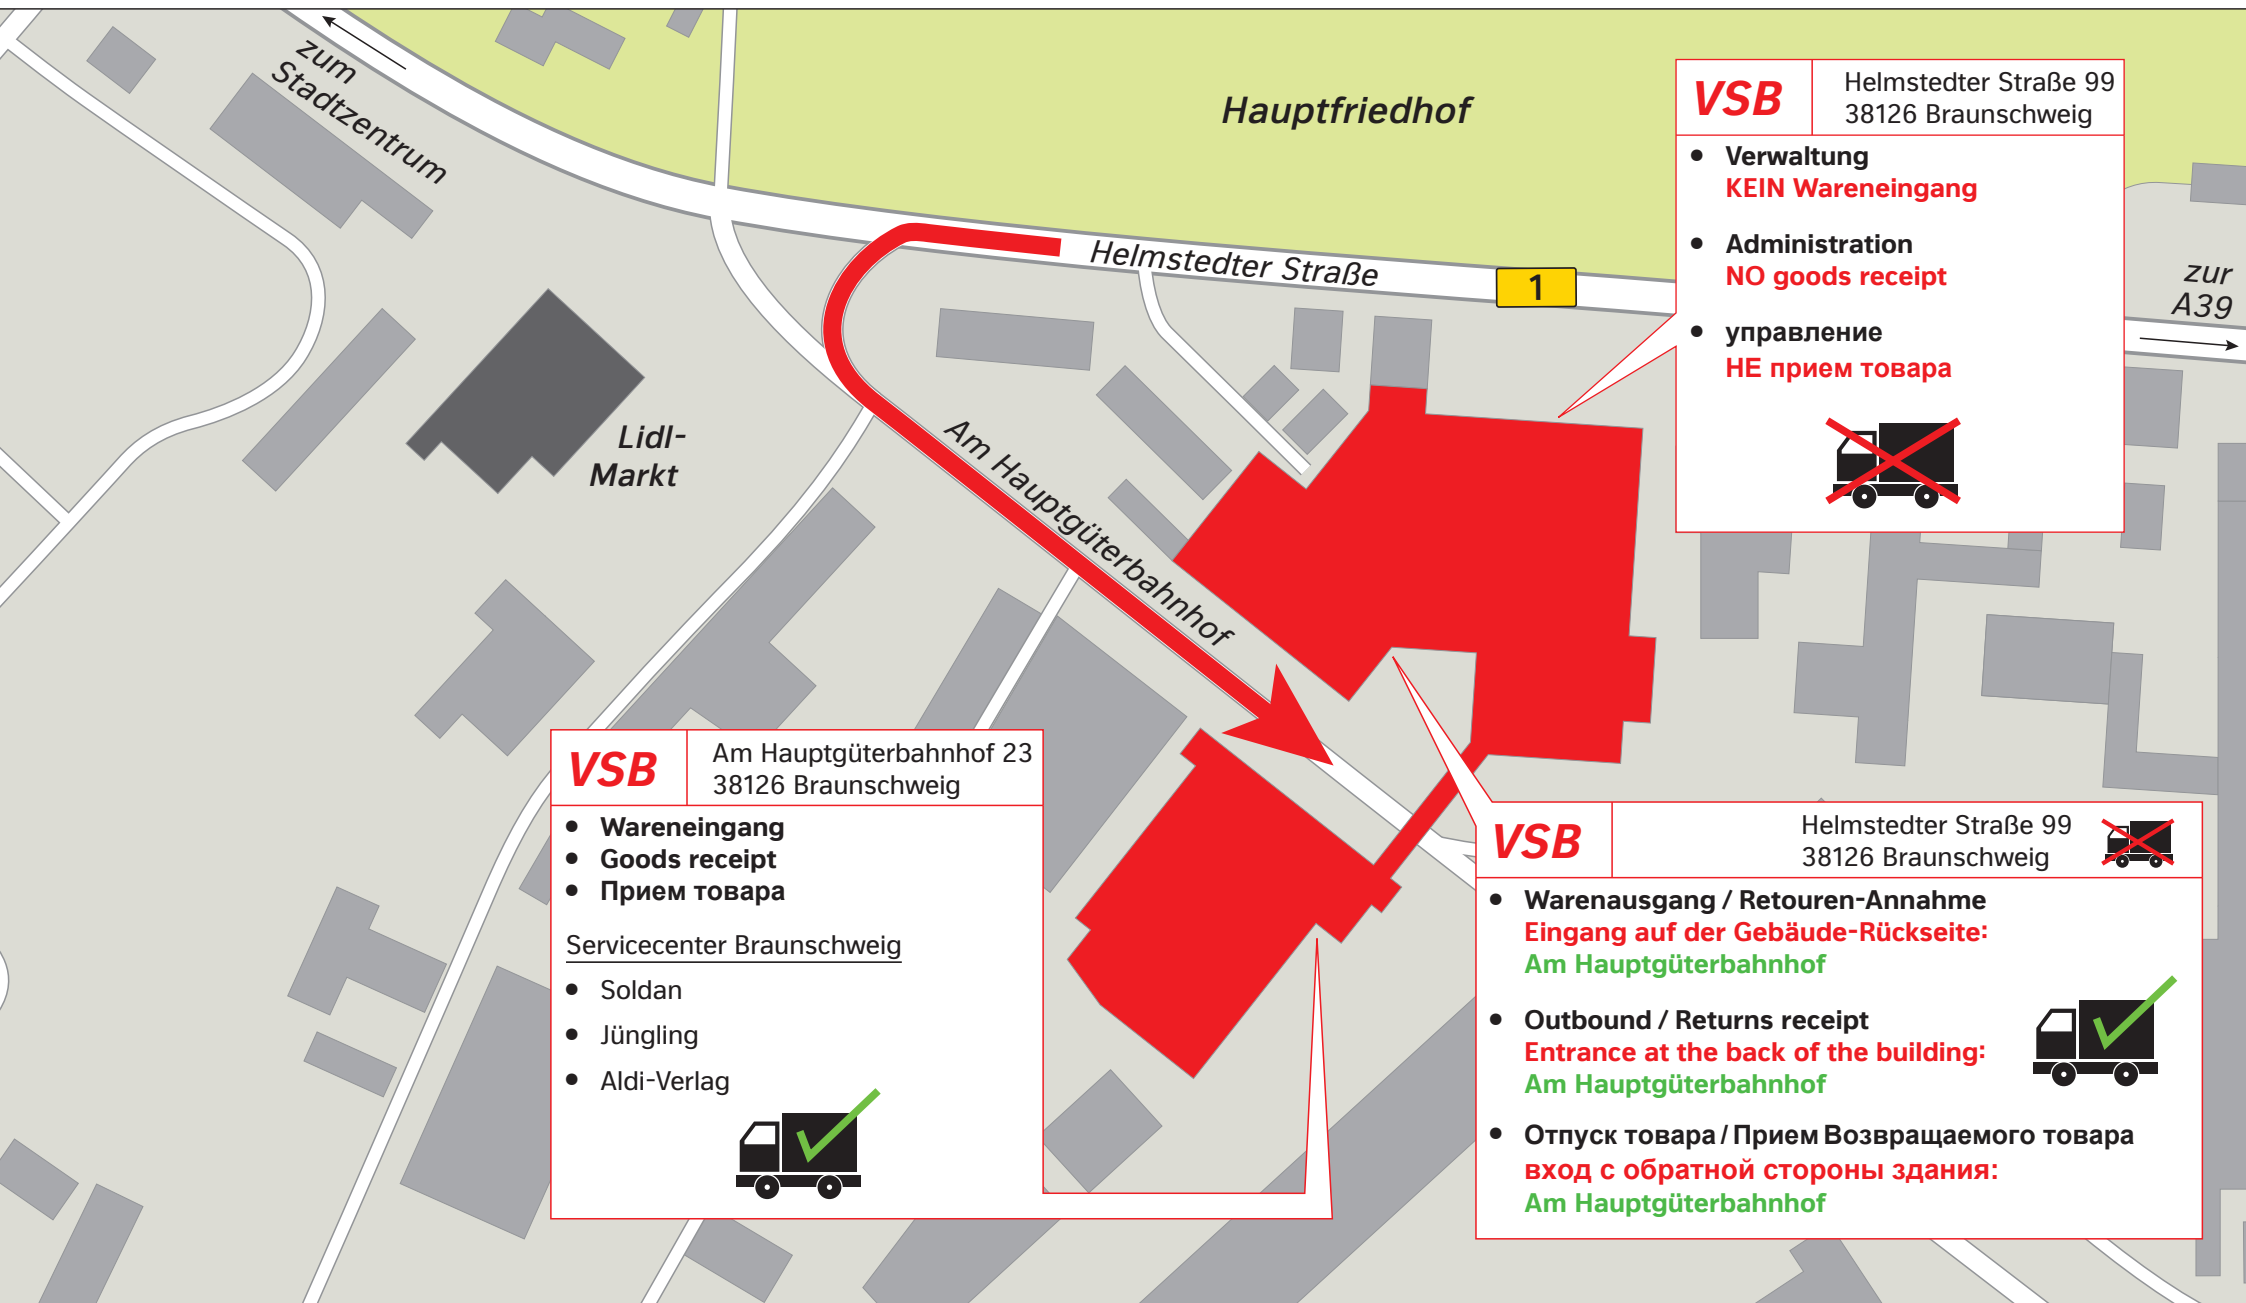 zum
Stadtzentrum
Hauptfriedhof
Helmstedter Straße
1
zur
A39
Lidl-
Markt
Am Hauptgüterbahnhof
VSB
Helmstedter Straße 99
38126 Braunschweig
• Verwaltung
KEIN Wareneingang
• Administration
NO goods receipt
• управление
НЕ прием товара
VSB
Am Hauptgüterbahnhof 23
38126 Braunschweig
• Wareneingang
• Goods receipt
• Прием товара
Servicecenter Braunschweig
• Soldan
• Jüngling
• Aldi-Verlag
VSB
Helmstedter Straße 99
38126 Braunschweig
• Warenausgang / Retouren-Annahme
Eingang auf der Gebäude-Rückseite:
Am Hauptgüterbahnhof
• Outbound / Returns receipt
Entrance at the back of the building:
Am Hauptgüterbahnhof
• Отпуск товара / Прием Возвращаемого товара
вход с обратной стороны здания:
Am Hauptgüterbahnhof